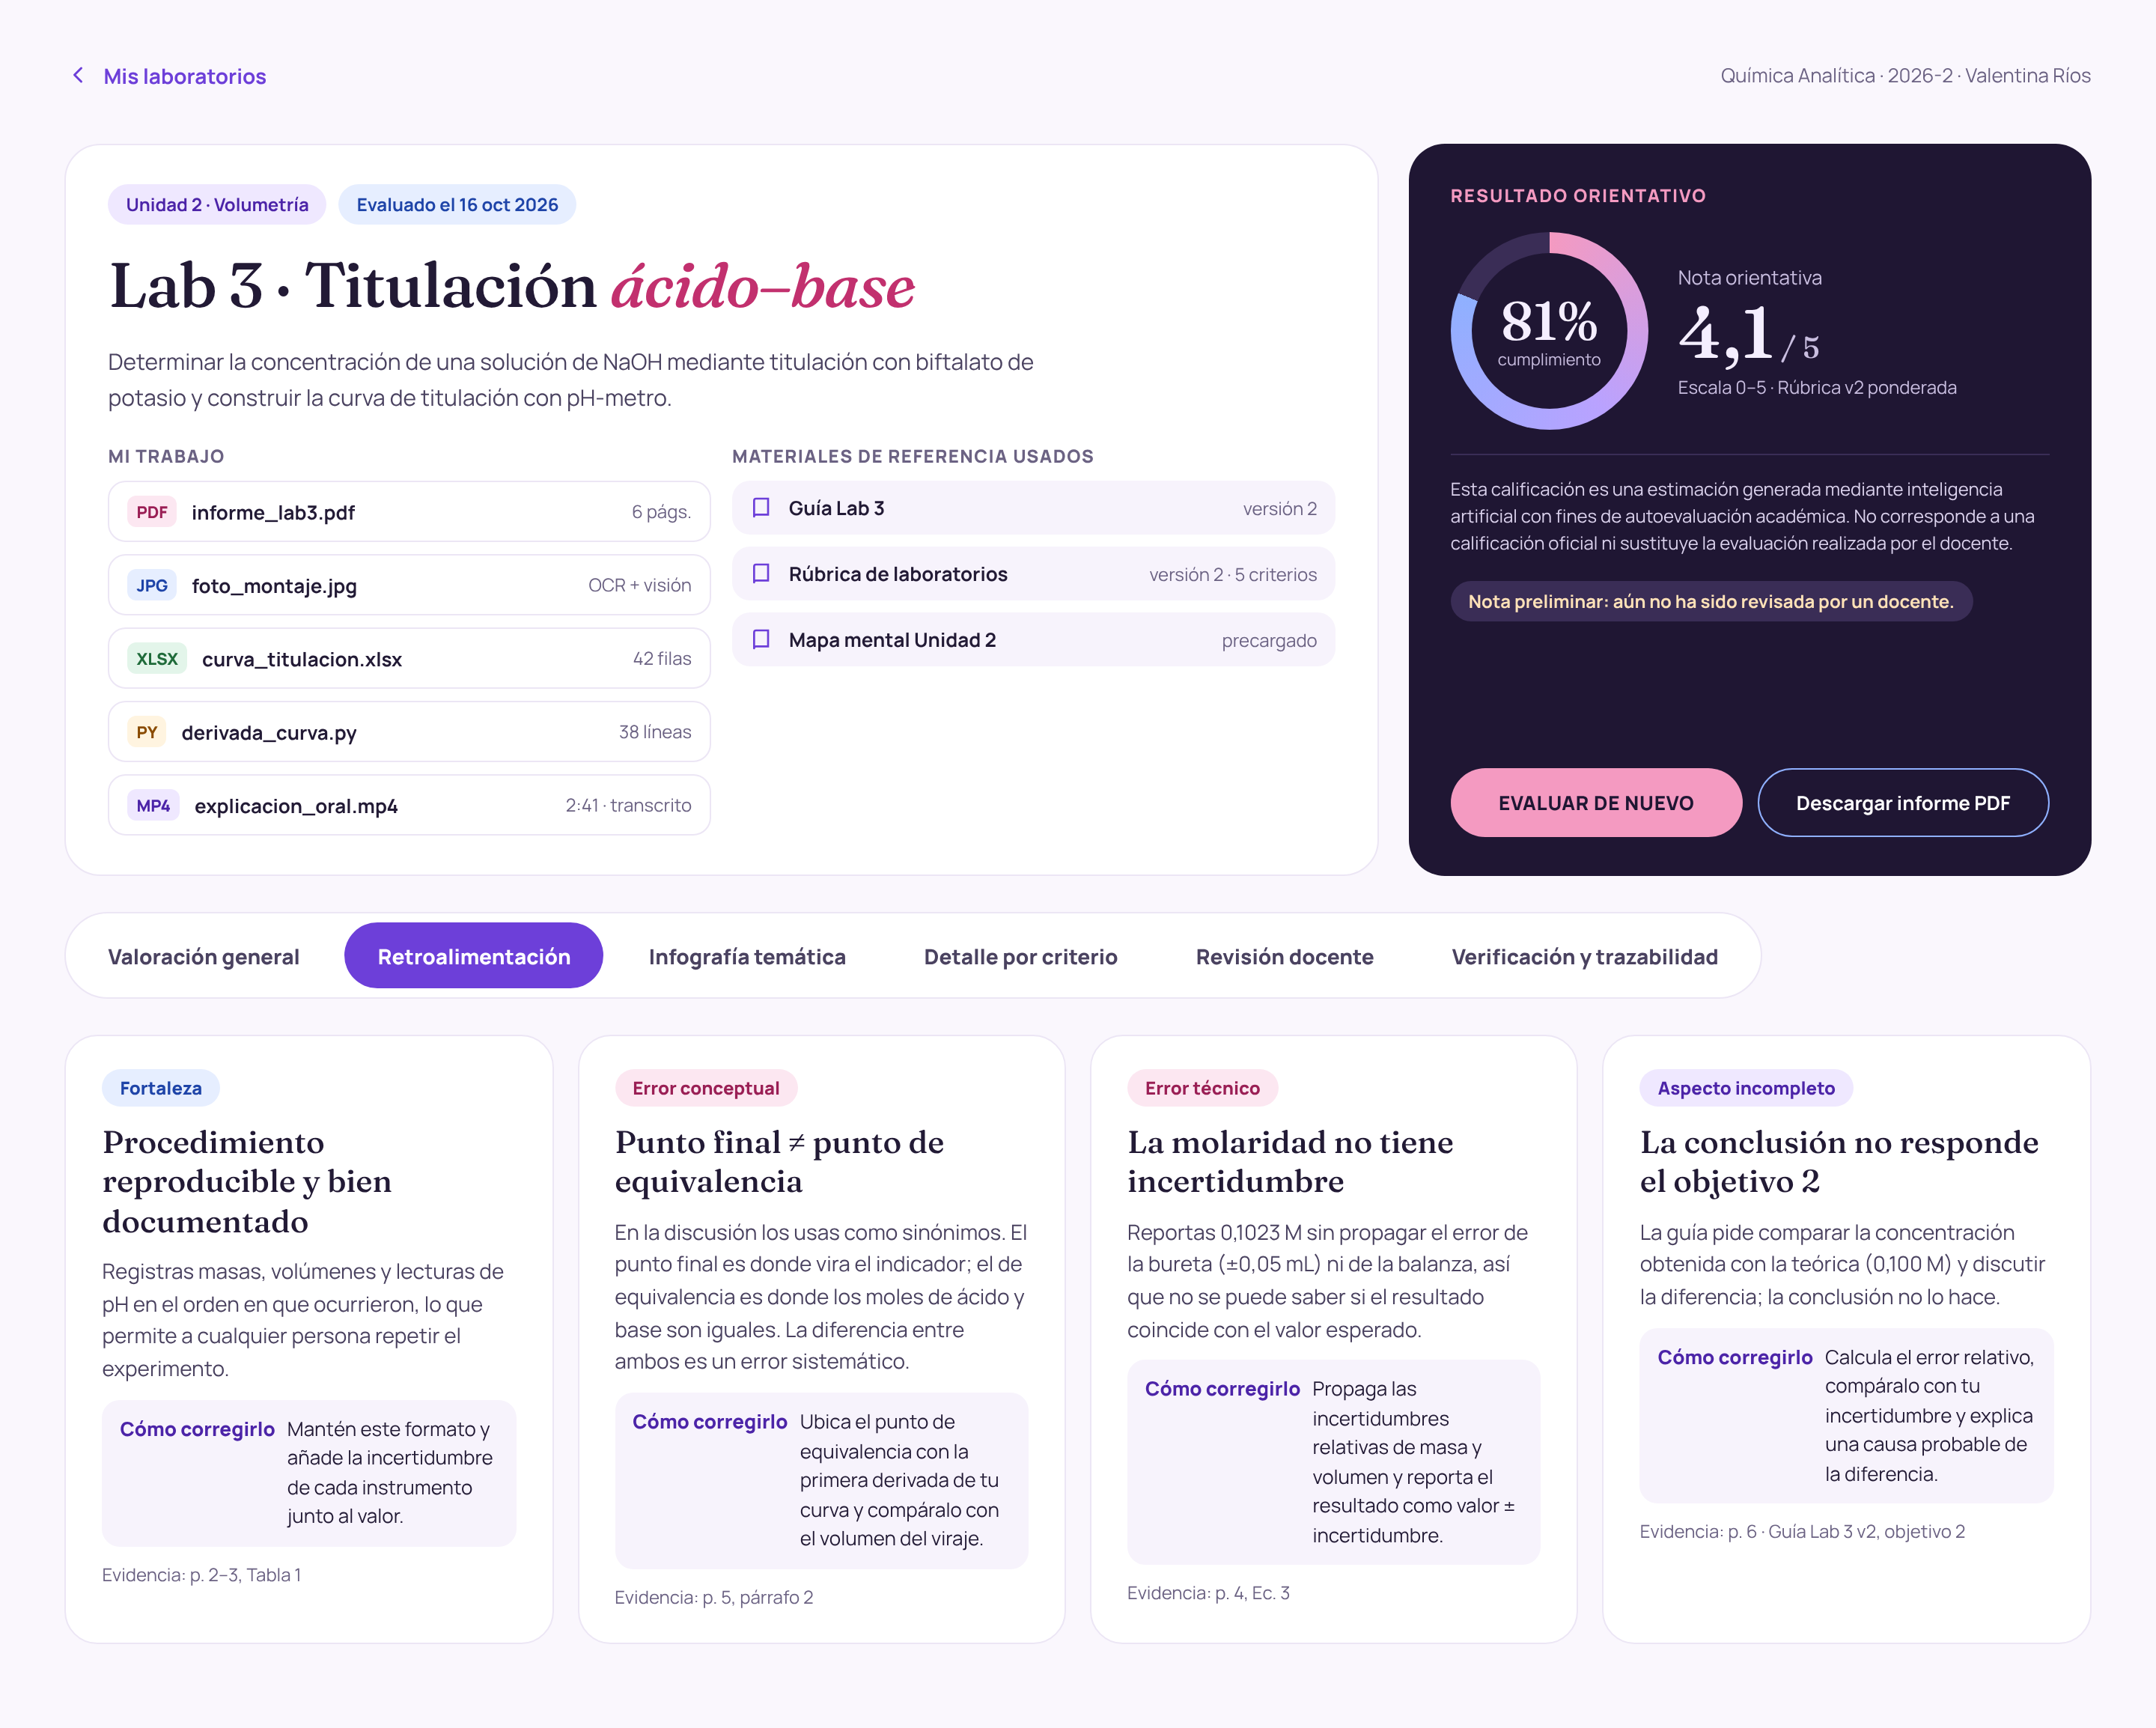 Mis laboratorios
Química Analítica · 2026-2 · Valentina Ríos
Unidad 2 · Volumetría
Evaluado el 16 oct 2026
Lab 3 · Titulación ácido–base
Determinar la concentración de una solución de NaOH mediante titulación con biftalato de
potasio y construir la curva de titulación con pH-metro.
MI TRABAJO
PDF informe_lab3.pdf 6 págs.
JPG foto_montaje.jpg OCR + visión
XLSX curva_titulacion.xlsx 42 filas
PY derivada_curva.py 38 líneas
MP4 explicacion_oral.mp4 2:41 · transcrito
MATERIALES DE REFERENCIA USADOS
Guía Lab 3 versión 2
Rúbrica de laboratorios versión 2 · 5 criterios
Mapa mental Unidad 2 precargado
RESULTADO ORIENTATIVO
81%
cumplimiento
Nota orientativa
4,1 / 5
Escala 0–5 · Rúbrica v2 ponderada
Esta calificación es una estimación generada mediante inteligencia
artificial con fines de autoevaluación académica. No corresponde a una
calificación oficial ni sustituye la evaluación realizada por el docente.
Nota preliminar: aún no ha sido revisada por un docente.
EVALUAR DE NUEVO
Descargar informe PDF
Valoración general
Retroalimentación
Infografía temática
Detalle por criterio
Revisión docente
Verificación y trazabilidad
Fortaleza
Procedimiento
reproducible y bien
documentado
Registras masas, volúmenes y lecturas de
pH en el orden en que ocurrieron, lo que
permite a cualquier persona repetir el
experimento.
Cómo corregirlo Mantén este formato y
añade la incertidumbre
de cada instrumento
junto al valor.
Evidencia: p. 2–3, Tabla 1
Error conceptual
Punto final ≠ punto de
equivalencia
En la discusión los usas como sinónimos. El
punto final es donde vira el indicador; el de
equivalencia es donde los moles de ácido y
base son iguales. La diferencia entre
ambos es un error sistemático.
Cómo corregirlo Ubica el punto de
equivalencia con la
primera derivada de tu
curva y compáralo con
el volumen del viraje.
Evidencia: p. 5, párrafo 2
Error técnico
La molaridad no tiene
incertidumbre
Reportas 0,1023 M sin propagar el error de
la bureta (±0,05 mL) ni de la balanza, así
que no se puede saber si el resultado
coincide con el valor esperado.
Cómo corregirlo Propaga las
incertidumbres
relativas de masa y
volumen y reporta el
resultado como valor ±
incertidumbre.
Evidencia: p. 4, Ec. 3
Aspecto incompleto
La conclusión no responde
el objetivo 2
La guía pide comparar la concentración
obtenida con la teórica (0,100 M) y discutir
la diferencia; la conclusión no lo hace.
Cómo corregirlo Calcula el error relativo,
compáralo con tu
incertidumbre y explica
una causa probable de
la diferencia.
Evidencia: p. 6 · Guía Lab 3 v2, objetivo 2